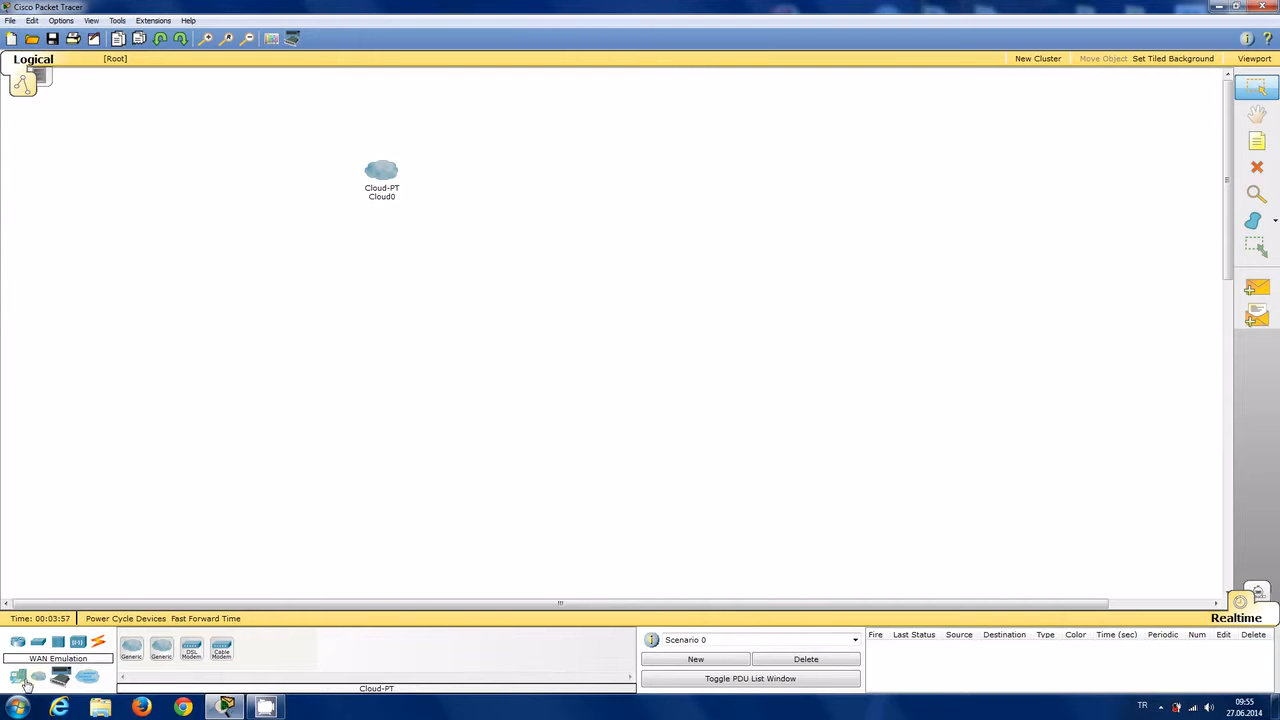 Cisco Packet Tracer
File Edit Options View Tools Extensions Help
Logical [Root] New Cluster Move Object Set Tiled Background Viewport
Cloud-PT
Cloud0
Time: 00:03:57 Power Cycle Devices Fast Forward Time Realtime
WAN Emulation
Generic Generic DSL Modem Cable Modem
Cloud-PT
Scenario 0
New Delete
Toggle PDU List Window
Fire Last Status Source Destination Type Color Time (sec) Periodic Num Edit Delete
TR 09:55
27.06.2014